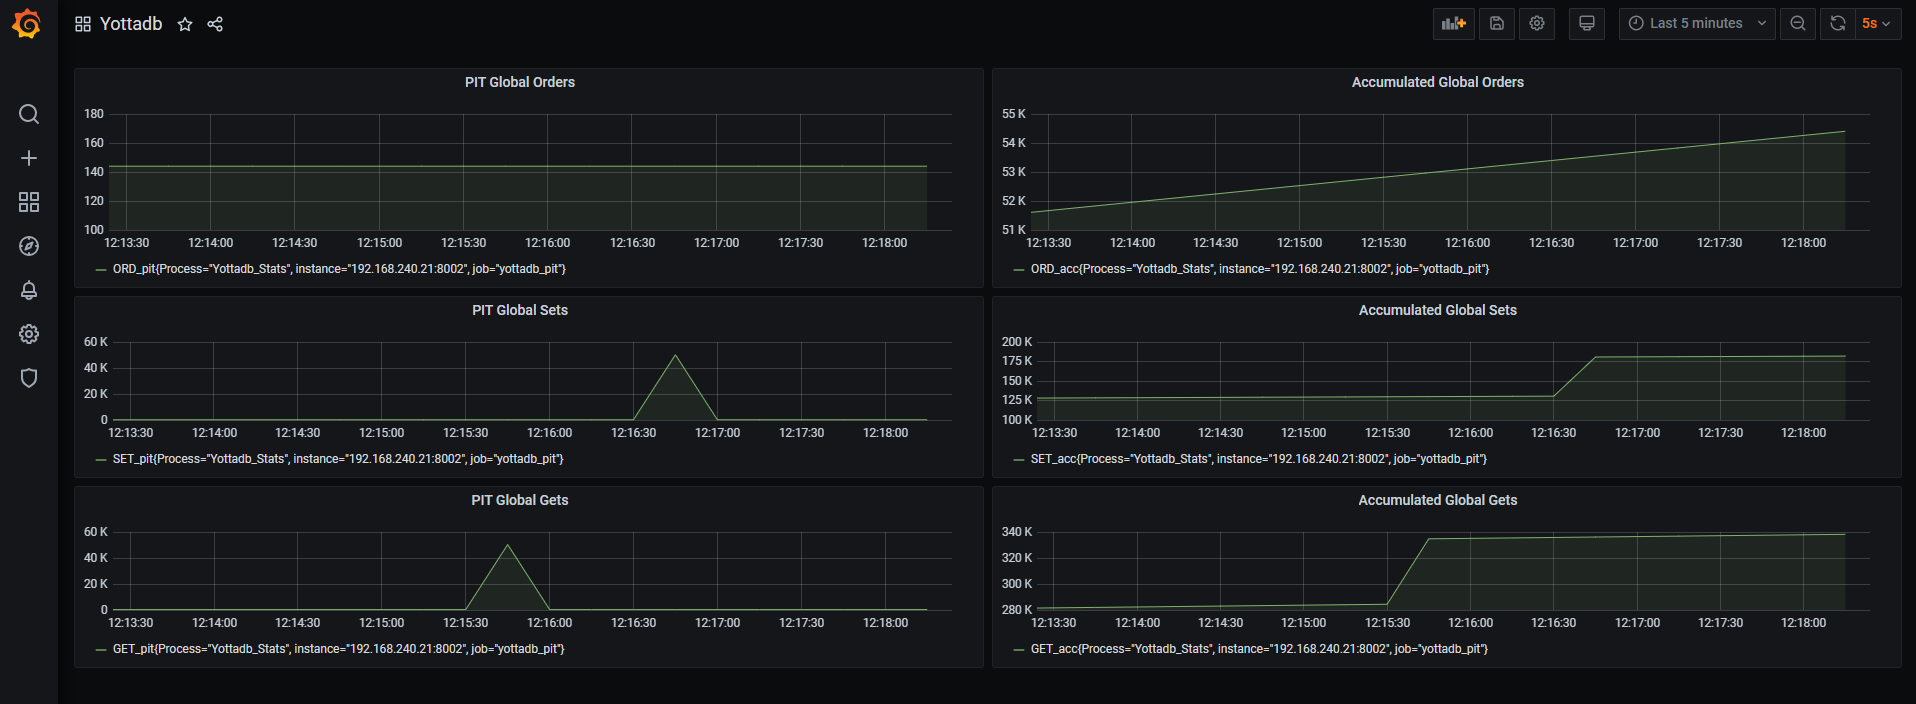 Yottadb
Last 5 minutes
5s
PIT Global Orders
180
160
140
120
100
12:13:30 12:14:00 12:14:30 12:15:00 12:15:30 12:16:00 12:16:30 12:17:00 12:17:30 12:18:00
ORD_pit{Process="Yottadb_Stats", instance="192.168.240.21:8002", job="yottadb_pit"}
Accumulated Global Orders
55 K
54 K
53 K
52 K
51 K
12:13:30 12:14:00 12:14:30 12:15:00 12:15:30 12:16:00 12:16:30 12:17:00 12:17:30 12:18:00
ORD_acc{Process="Yottadb_Stats", instance="192.168.240.21:8002", job="yottadb_pit"}
PIT Global Sets
60 K
40 K
20 K
0
12:13:30 12:14:00 12:14:30 12:15:00 12:15:30 12:16:00 12:16:30 12:17:00 12:17:30 12:18:00
SET_pit{Process="Yottadb_Stats", instance="192.168.240.21:8002", job="yottadb_pit"}
Accumulated Global Sets
200 K
175 K
150 K
125 K
100 K
12:13:30 12:14:00 12:14:30 12:15:00 12:15:30 12:16:00 12:16:30 12:17:00 12:17:30 12:18:00
SET_acc{Process="Yottadb_Stats", instance="192.168.240.21:8002", job="yottadb_pit"}
PIT Global Gets
60 K
40 K
20 K
0
12:13:30 12:14:00 12:14:30 12:15:00 12:15:30 12:16:00 12:16:30 12:17:00 12:17:30 12:18:00
GET_pit{Process="Yottadb_Stats", instance="192.168.240.21:8002", job="yottadb_pit"}
Accumulated Global Gets
340 K
320 K
300 K
280 K
12:13:30 12:14:00 12:14:30 12:15:00 12:15:30 12:16:00 12:16:30 12:17:00 12:17:30 12:18:00
GET_acc{Process="Yottadb_Stats", instance="192.168.240.21:8002", job="yottadb_pit"}